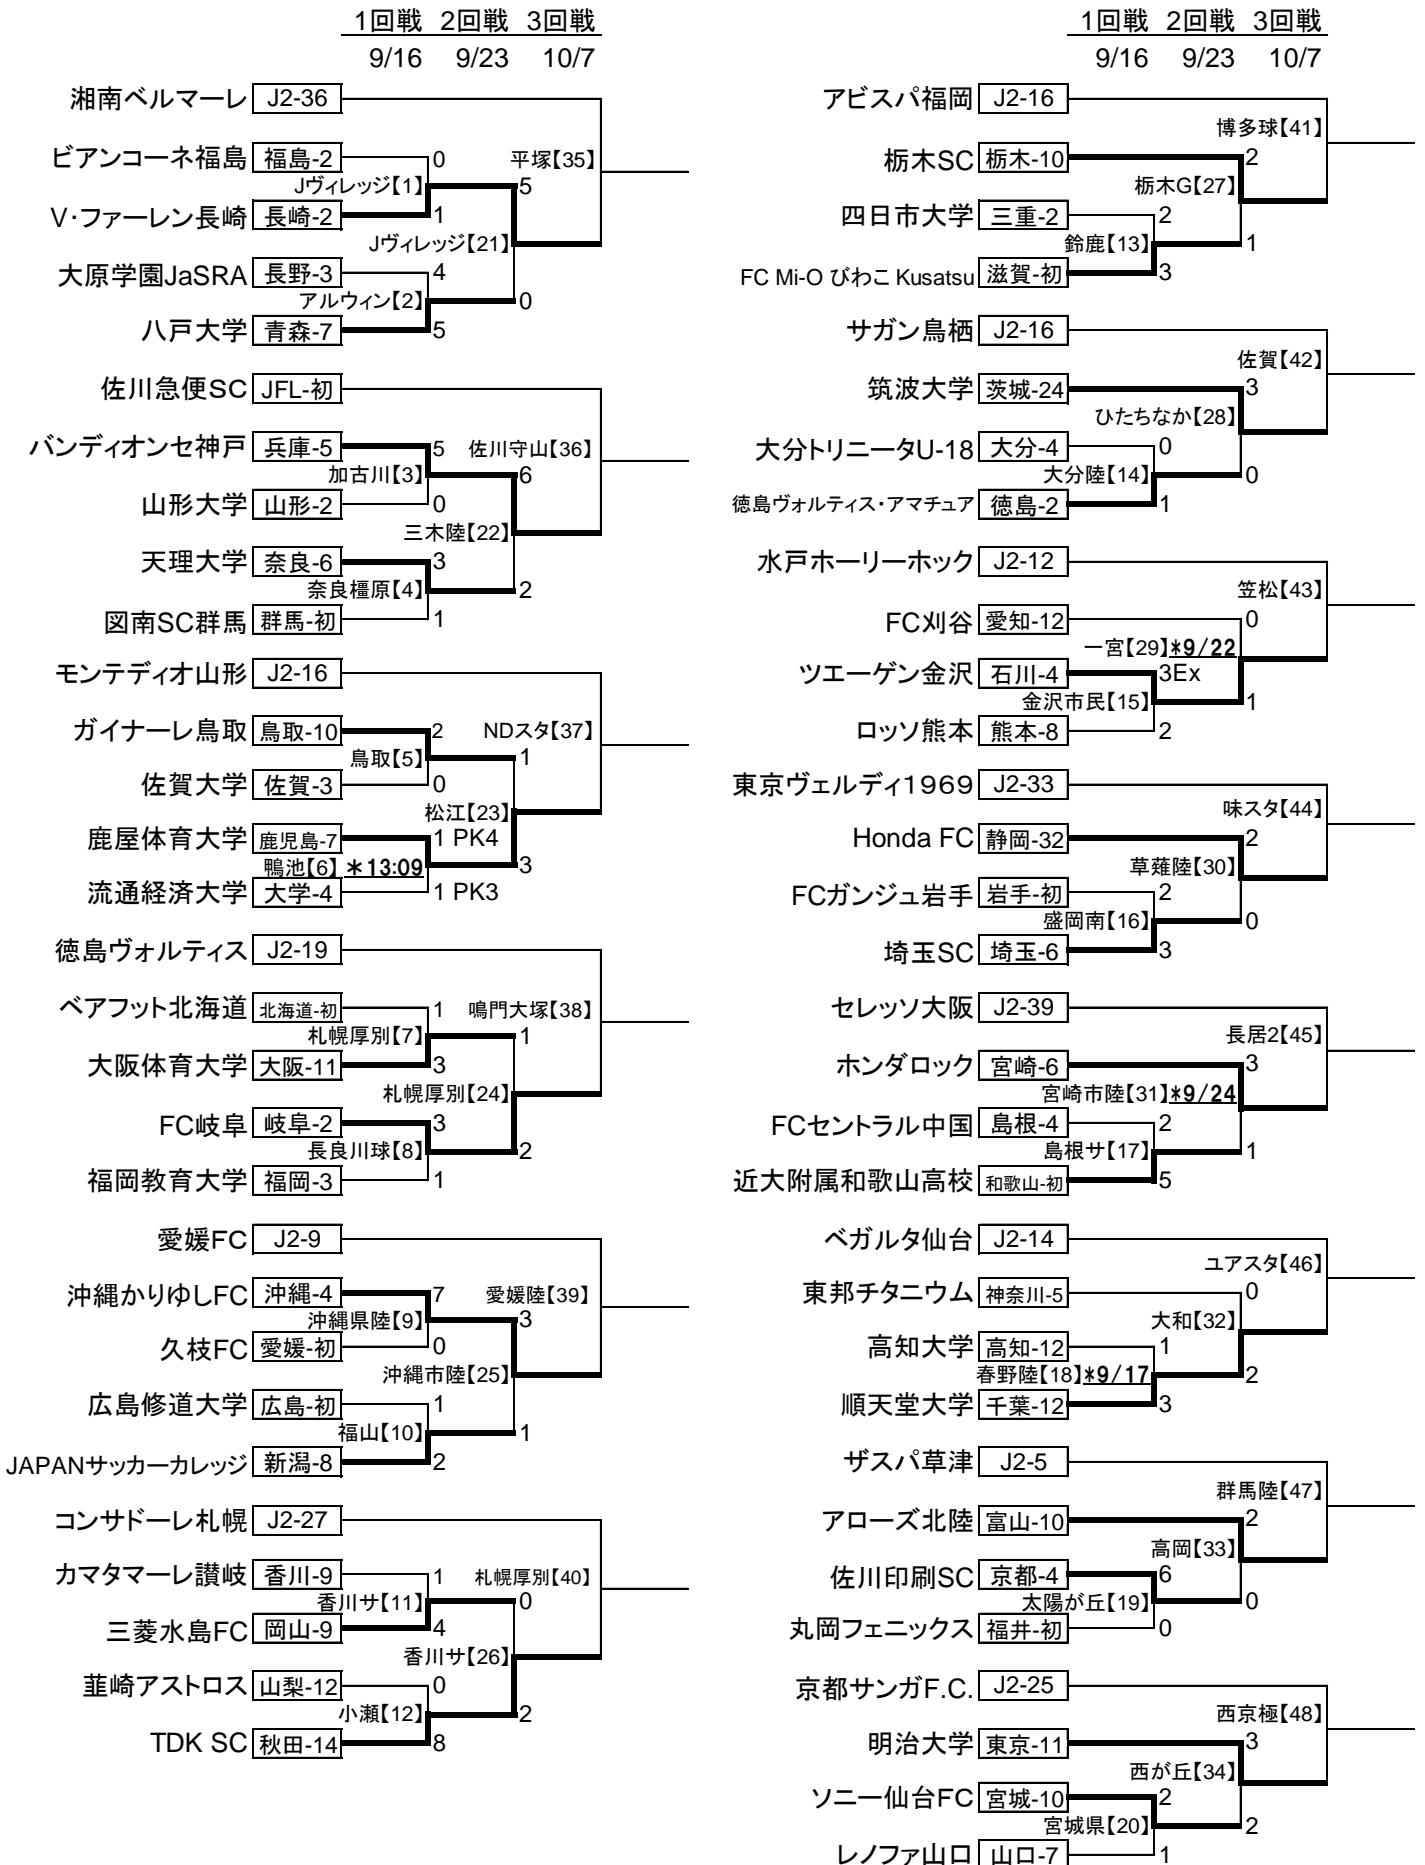 1回戦 2回戦 3回戦
9/16 9/23 10/7
湘南ベルマーレ J2-36
ビアンコーネ福島 福島-2 0 平塚【35】
Jヴィレッジ【1】 5
V・ファーレン長崎 長崎-2 1
Jヴィレッジ【21】
大原学園JaSRA 長野-3 4
アルウィン【2】 0
八戸大学 青森-7 5
佐川急便SC JFL-初
バンディオンセ神戸 兵庫-5 5 佐川守山【36】
加古川【3】 6
山形大学 山形-2 0
三木陸【22】
天理大学 奈良-6 3
奈良橿原【4】 2
図南SC群馬 群馬-初 1
モンテディオ山形 J2-16
ガイナーレ鳥取 鳥取-10 2 NDスタ【37】
鳥取【5】 1
佐賀大学 佐賀-3 0
松江【23】
鹿屋体育大学 鹿児島-7 1 PK4
鴨池【6】 *13:09 3
流通経済大学 大学-4 1 PK3
徳島ヴォルティス J2-19
ベアフット北海道 北海道-初 1 鳴門大塚【38】
札幌厚別【7】 1
大阪体育大学 大阪-11 3
札幌厚別【24】
FC岐阜 岐阜-2 3
長良川球【8】 2
福岡教育大学 福岡-3 1
愛媛FC J2-9
沖縄かりゆしFC 沖縄-4 7 愛媛陸【39】
沖縄県陸【9】 3
久枝FC 愛媛-初 0
沖縄市陸【25】
広島修道大学 広島-初 1
福山【10】 1
JAPANサッカーカレッジ 新潟-8 2
コンサドーレ札幌 J2-27
カマタマーレ讃岐 香川-9 1 札幌厚別【40】
香川サ【11】 0
三菱水島FC 岡山-9 4
香川サ【26】
韮崎アストロス 山梨-12 0
小瀬【12】 2
TDK SC 秋田-14 8
1回戦 2回戦 3回戦
9/16 9/23 10/7
アビスパ福岡 J2-16
博多球【41】
栃木SC 栃木-10 2
栃木G【27】
四日市大学 三重-2 2
鈴鹿【13】 1
FC Mi-O びわこ Kusatsu 滋賀-初 3
サガン鳥栖 J2-16
佐賀【42】
筑波大学 茨城-24 3
ひたちなか【28】
大分トリニータU-18 大分-4 0
大分陸【14】 0
徳島ヴォルティス・アマチュア 徳島-2 1
水戸ホーリーホック J2-12
笠松【43】
FC刈谷 愛知-12 0
一宮【29】*9/22
ツエーゲン金沢 石川-4 3Ex
金沢市民【15】 1
ロッソ熊本 熊本-8 2
東京ヴェルディ1969 J2-33
味スタ【44】
Honda FC 静岡-32 2
草薙陸【30】
FCガンジュ岩手 岩手-初 2
盛岡南【16】 0
埼玉SC 埼玉-6 3
セレッソ大阪 J2-39
長居2【45】
ホンダロック 宮崎-6 3
宮崎市陸【31】*9/24
FCセントラル中国 島根-4 2
島根サ【17】 1
近大附属和歌山高校 和歌山-初 5
ベガルタ仙台 J2-14
ユアスタ【46】
東邦チタニウム 神奈川-5 0
大和【32】
高知大学 高知-12 1
春野陸【18】*9/17 2
順天堂大学 千葉-12 3
ザスパ草津 J2-5
群馬陸【47】
アローズ北陸 富山-10 2
高岡【33】
佐川印刷SC 京都-4 6
太陽が丘【19】 0
丸岡フェニックス 福井-初 0
京都サンガF.C. J2-25
西京極【48】
明治大学 東京-11 3
西が丘【34】
ソニー仙台FC 宮城-10 2
宮城県【20】 2
レノファ山口 山口-7 1